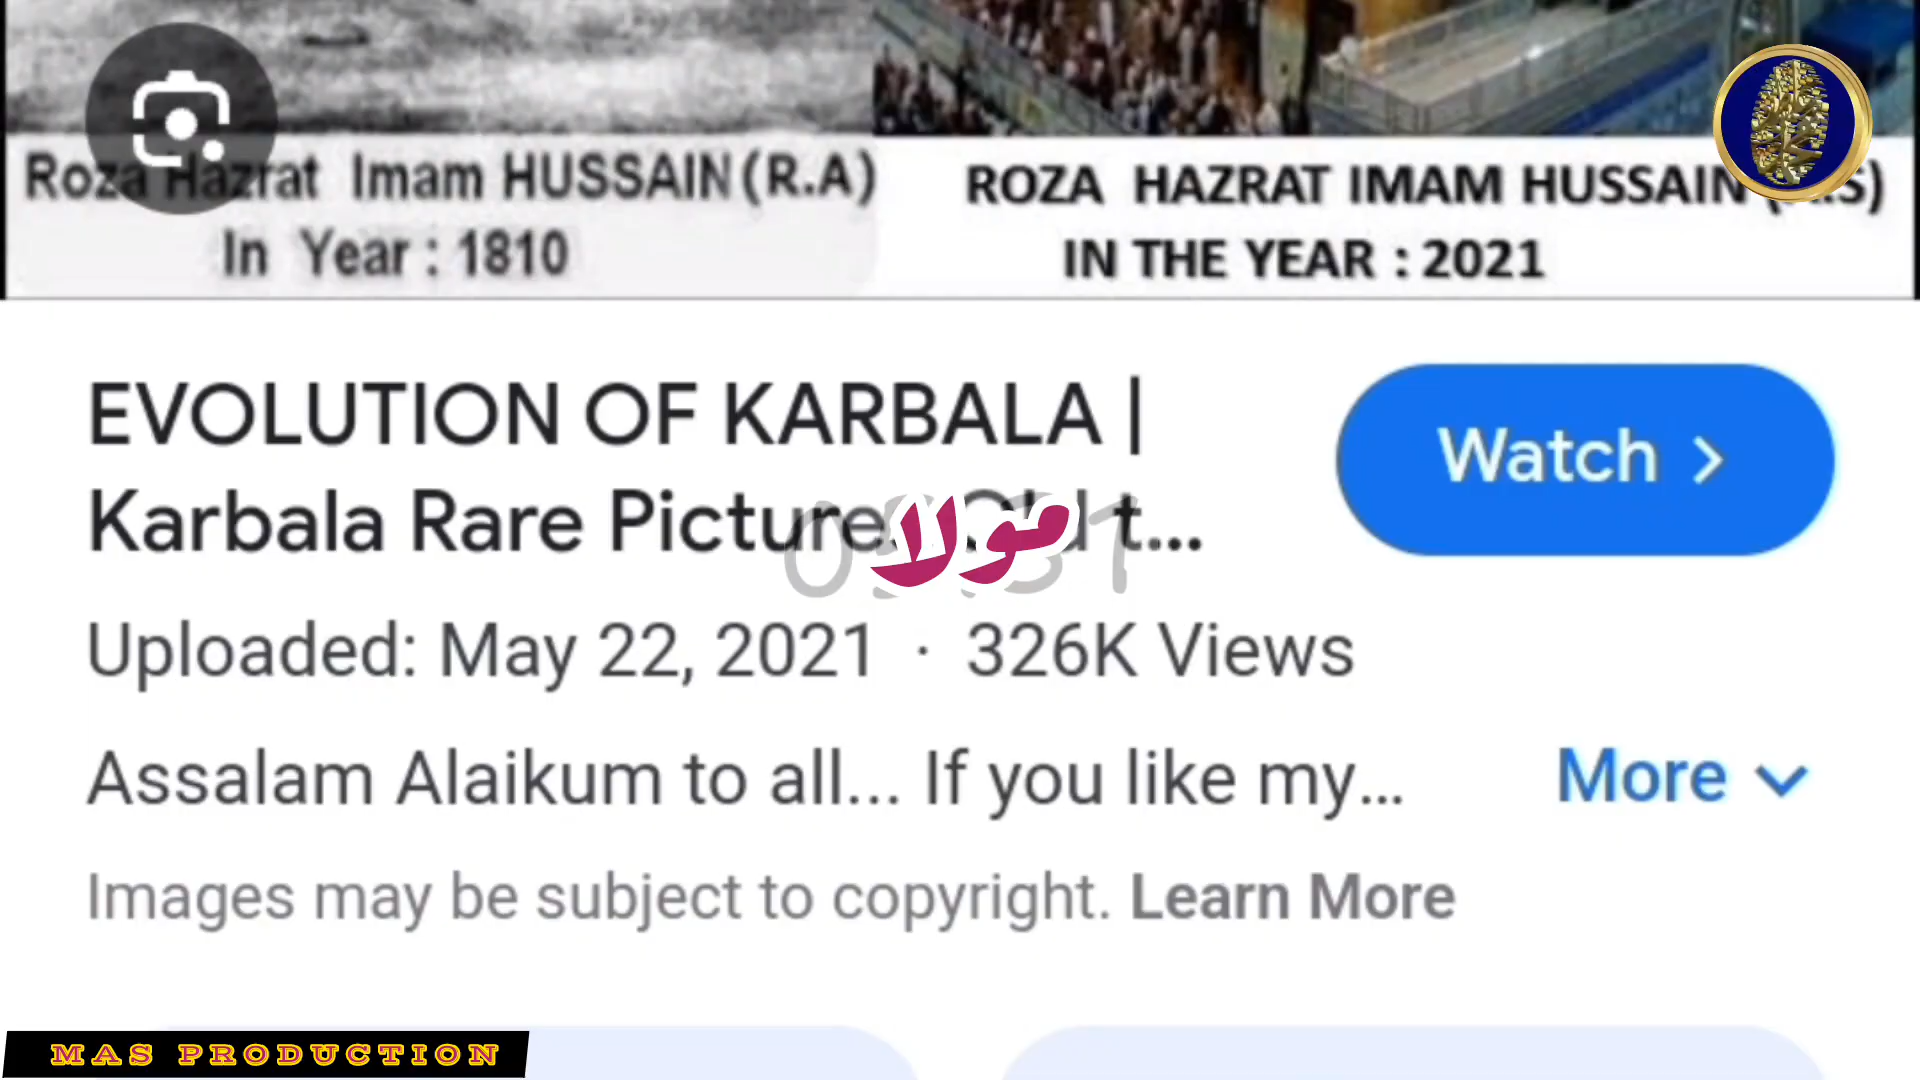 Roza Hazrat Imam HUSSAIN (R.A)
In Year : 1810
ROZA HAZRAT IMAM HUSSAIN
IN THE YEAR : 2021
EVOLUTION OF KARBALA |
Karbala Rare Picture t...
مولا
Watch >
Uploaded: May 22, 2021 · 326K Views
Assalam Alaikum to all... If you like my...
More
Images may be subject to copyright. Learn More
MAS PRODUCTION